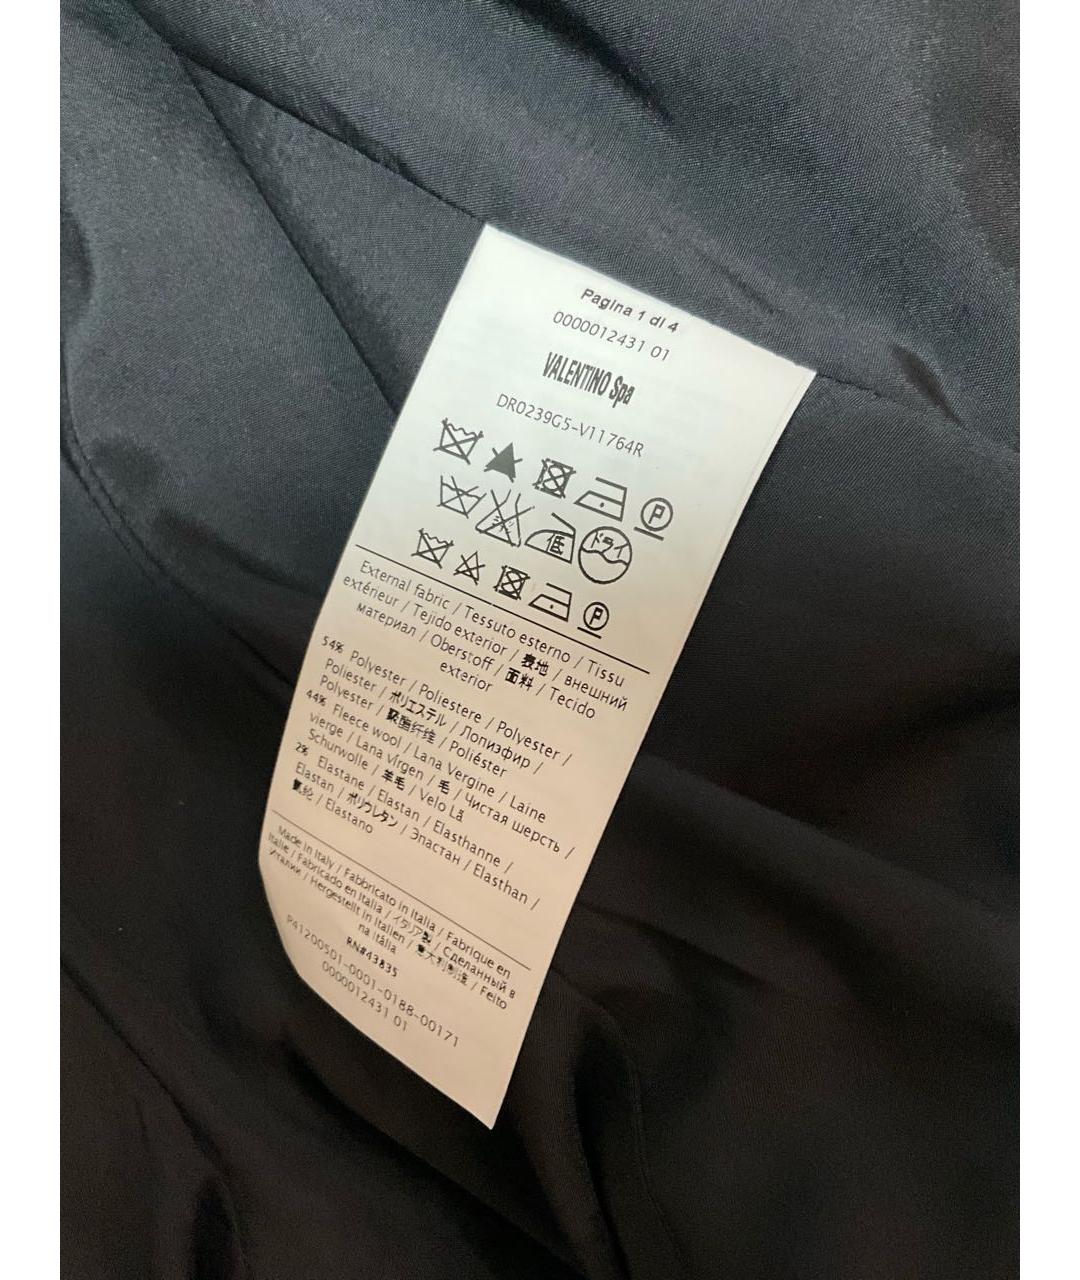 Pagina 1 di 4
0000012431 01
VALENTINO Spa
DR0239G5-V11764R
P
低 ドライ
P
External fabric / Tessuto esterno / Tissu
extérieur / Tejido exterior / 表地 / внешний
материал / Oberstoff / 面料 / Tecido
exterior
54% Polyester / Poliestere / Polyester /
Poliester / ポリエステル / Лопиэфир /
Polyester / 聚酯纤维 / Poliéster
44% Fleece wool / Lana Vergine / Laine
vierge / Lana vírgen / 毛 / Чистая шерсть /
Schurwolle / 羊毛 / Velo Lã
2% Elastane / Elastan / Elasthanne /
Elastan / ポリウレタン / Эластан / Elasthan /
氨纶 / Elastano
Made in Italy / Fabbricato in Italia / Fabrique en
Italie / Fabricado en Italia / イタリア製 / Сделанный в
Италии / Hergestellt in Italien / 意大利制造 / Feito
na Itália
RN#43835
P41200501-0001-0188-00171
0000012431 01